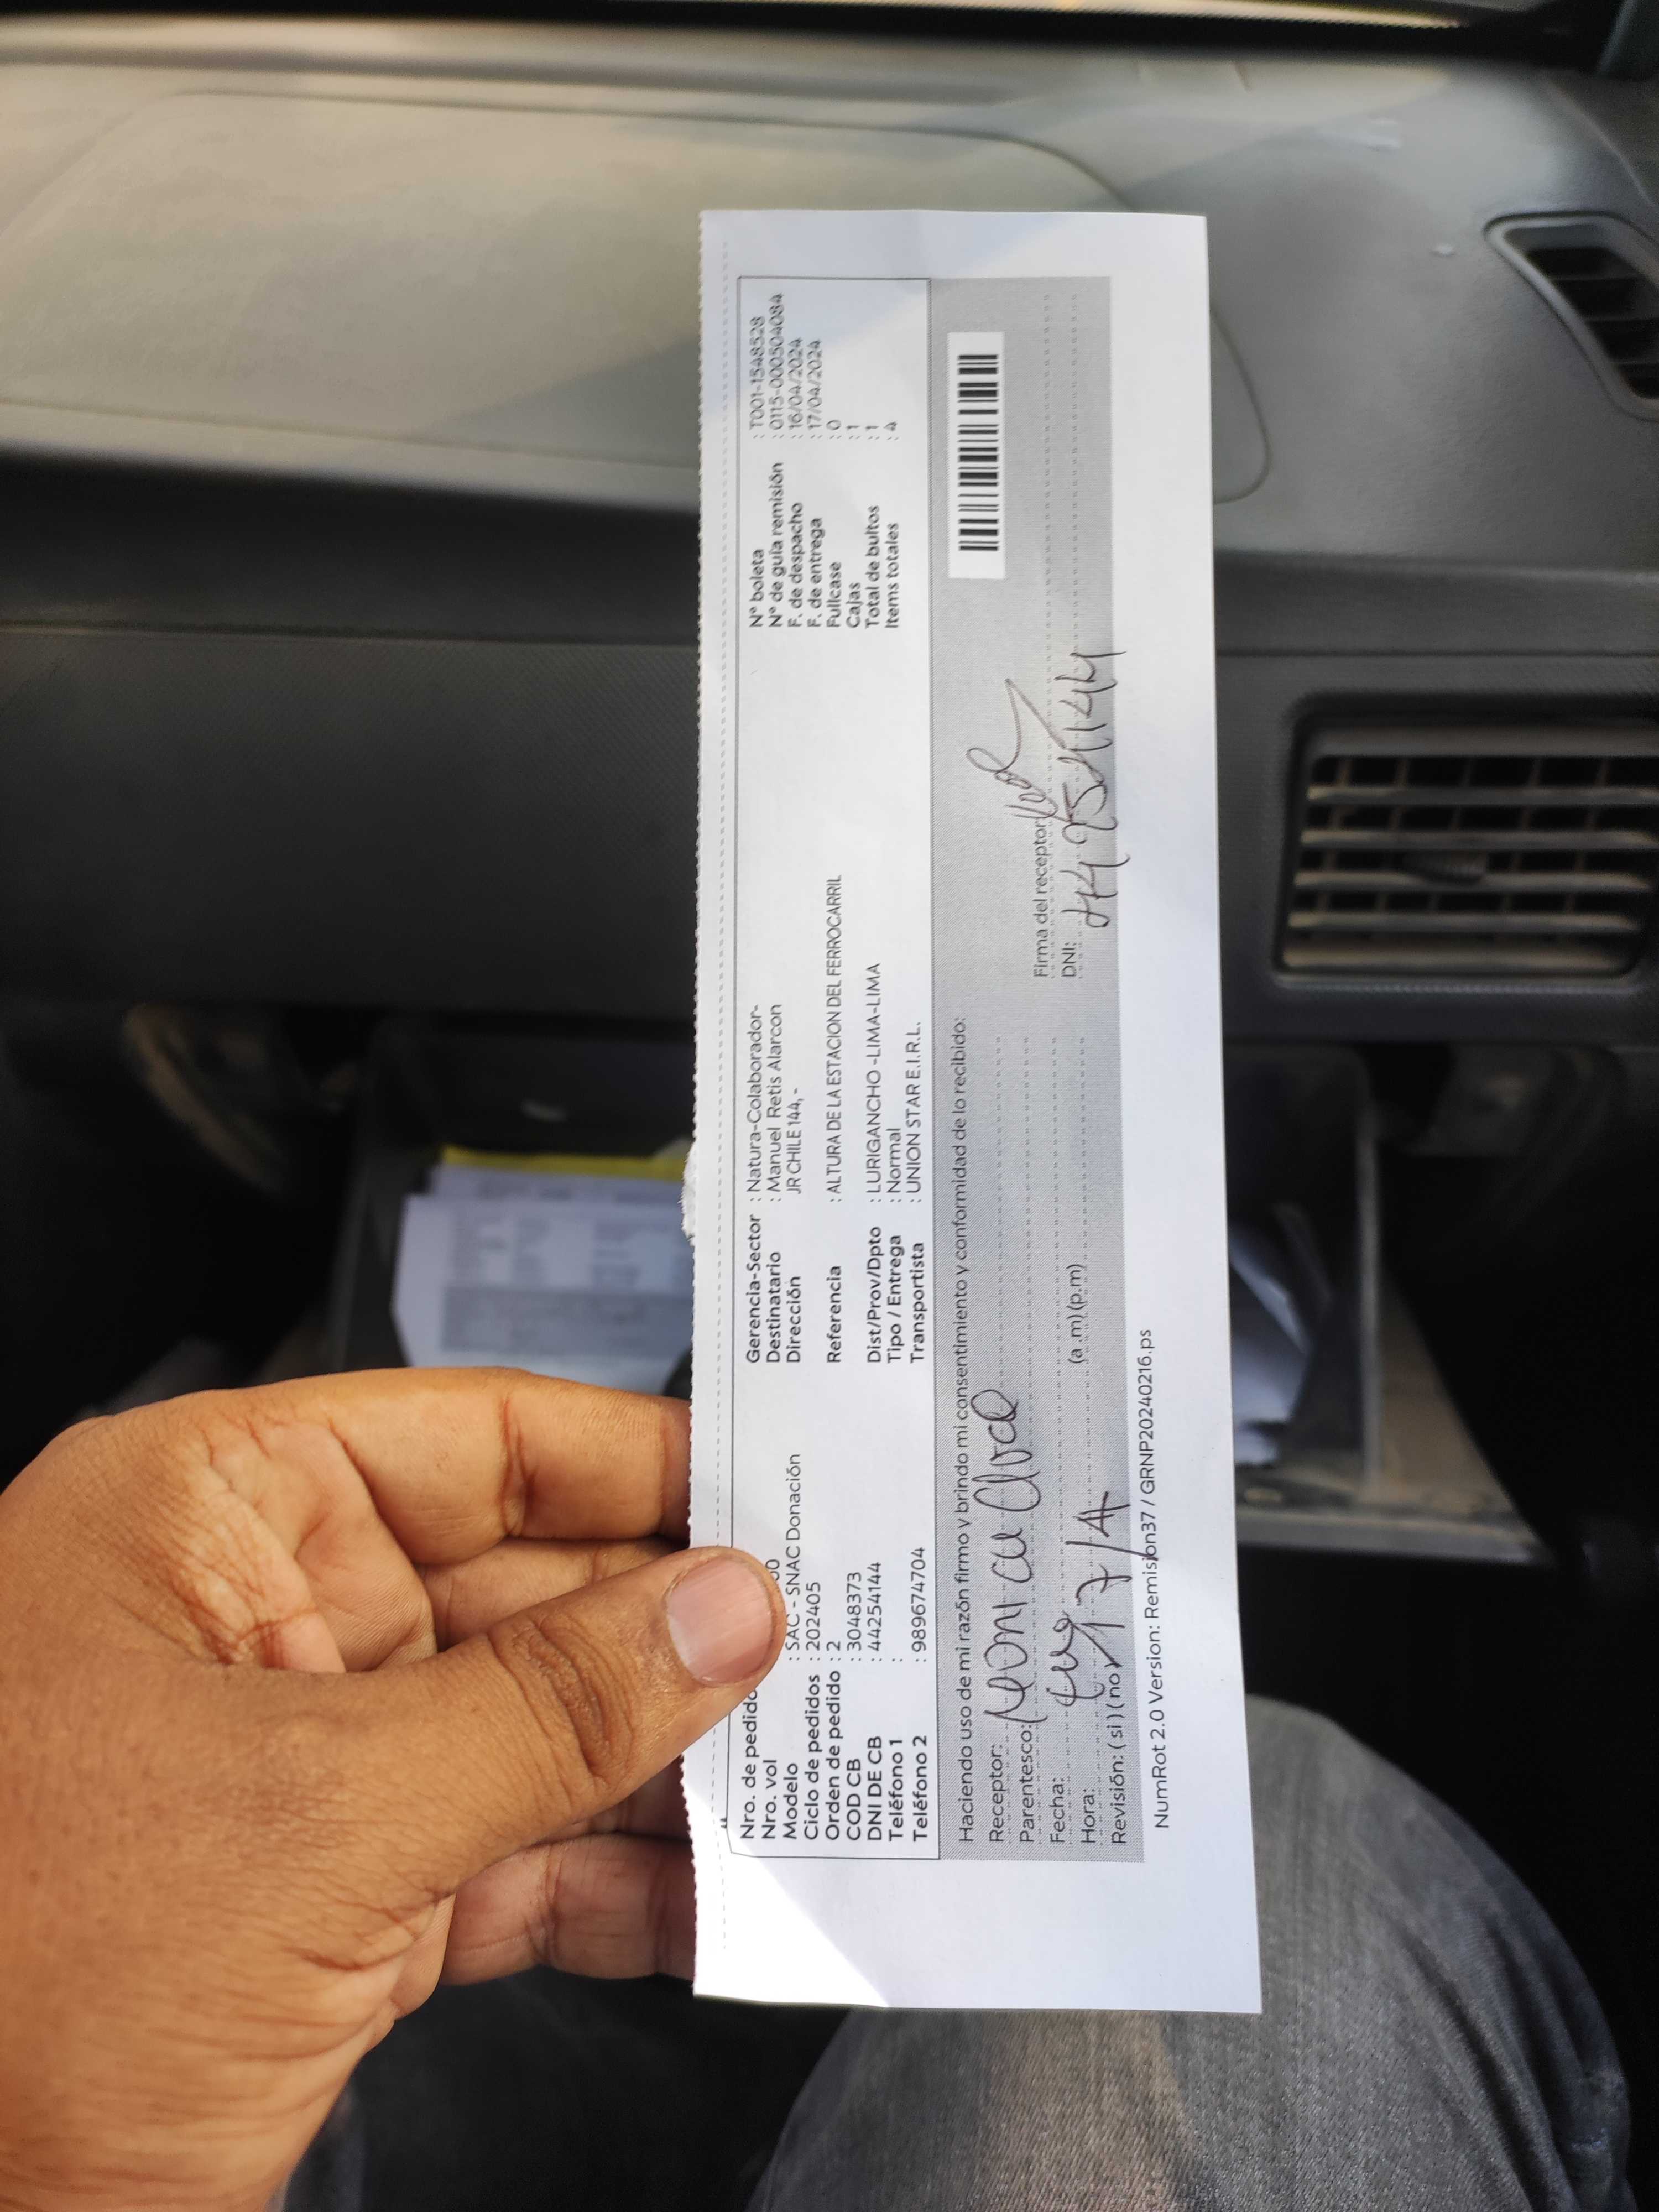 Nro. de pedido
00
Nro. vol
Modelo : SAC - SNAC Donación
Ciclo de pedidos : 202405
Orden de pedido : 2
COD CB : 3048373
DNI DE CB : 44254144
Teléfono 1 :
Teléfono 2 : 989674704
Gerencia-Sector : Natura-Colaborador-
Destinatario : Manuel Retis Alarcon
Dirección JR CHILE 144, -
Referencia : ALTURA DE LA ESTACION DEL FERROCARRIL
Dist/Prov/Dpto : LURIGANCHO -LIMA-LIMA
Tipo / Entrega : Normal
Transportista : UNION STAR E.I.R.L.
N° boleta : T001-1548528
N° de guía remisión : 0115-000504084
F. de despacho : 16/04/2024
F. de entrega : 17/04/2024
Fullcase : 0
Cajas : 1
Total de bultos : 1
Items totales : 4
Haciendo uso de mi razón firmo y brindo mi consentimiento y conformidad de lo recibido:
Receptor:
Parentesco:
Fecha:
Hora: (a .m) (p.m)
Revisión: ( si ) ( no )
Firma del receptor
DNI:
NumRot 2.0 Version: Remision37 / GRNP20240216.ps